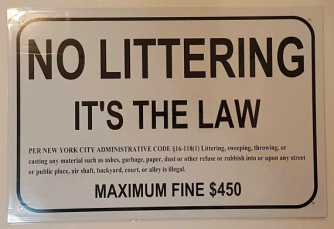 NO LITTERING
IT'S THE LAW
PER NEW YORK CITY ADMINISTRATIVE CODE §16-118(1) Littering, sweeping, throwing, or
casting any material such as ashes, garbage, paper, dust or other refuse or rubbish into or upon any street
or public place, air shaft, backyard, court, or alley is illegal.
MAXIMUM FINE $450